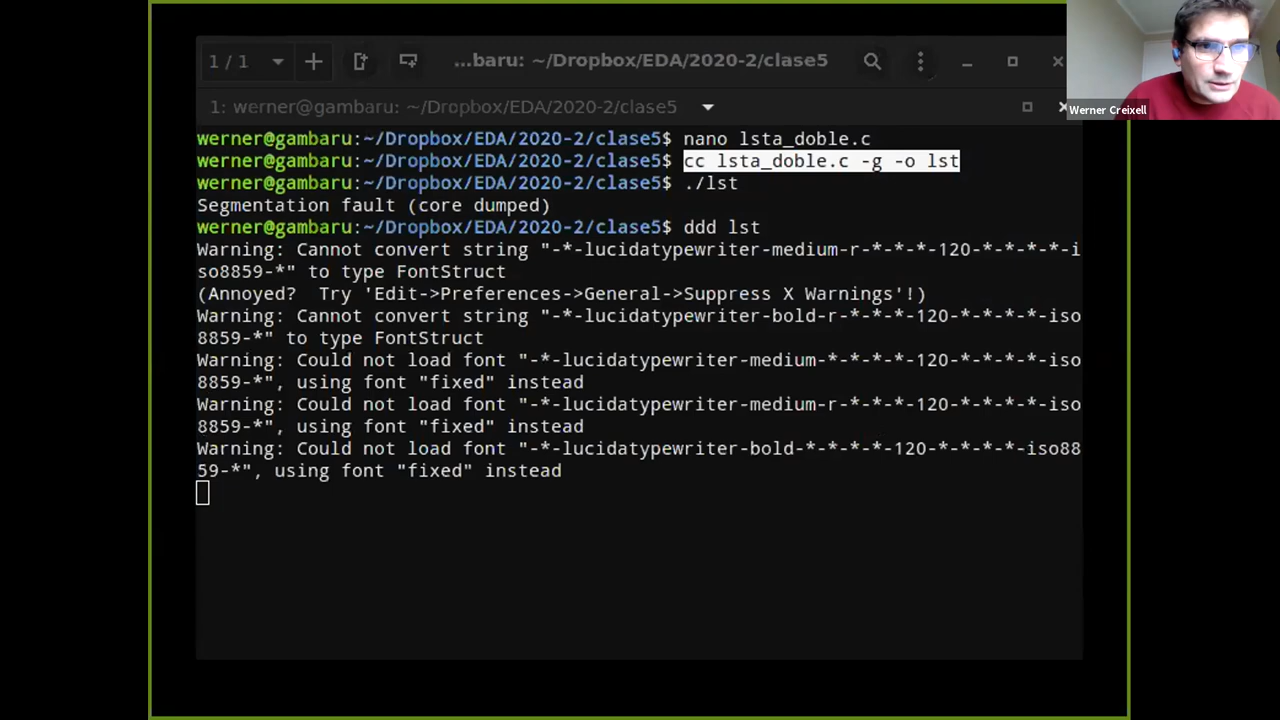 1 / 1
...baru: ~/Dropbox/EDA/2020-2/clase5
1: werner@gambaru: ~/Dropbox/EDA/2020-2/clase5
Werner Creixell
werner@gambaru:~/Dropbox/EDA/2020-2/clase5$ nano lsta_doble.c
werner@gambaru:~/Dropbox/EDA/2020-2/clase5$ cc lsta_doble.c -g -o lst
werner@gambaru:~/Dropbox/EDA/2020-2/clase5$ ./lst
Segmentation fault (core dumped)
werner@gambaru:~/Dropbox/EDA/2020-2/clase5$ ddd lst
Warning: Cannot convert string "-*-lucidatypewriter-medium-r-*-*-*-120-*-*-*-*-i
so8859-*" to type FontStruct
(Annoyed?  Try 'Edit->Preferences->General->Suppress X Warnings'!)
Warning: Cannot convert string "-*-lucidatypewriter-bold-r-*-*-*-120-*-*-*-*-iso
8859-*" to type FontStruct
Warning: Could not load font "-*-lucidatypewriter-medium-*-*-*-*-120-*-*-*-*-iso
8859-*", using font "fixed" instead
Warning: Could not load font "-*-lucidatypewriter-medium-r-*-*-*-120-*-*-*-*-iso
8859-*", using font "fixed" instead
Warning: Could not load font "-*-lucidatypewriter-bold-*-*-*-*-120-*-*-*-*-iso88
59-*", using font "fixed" instead